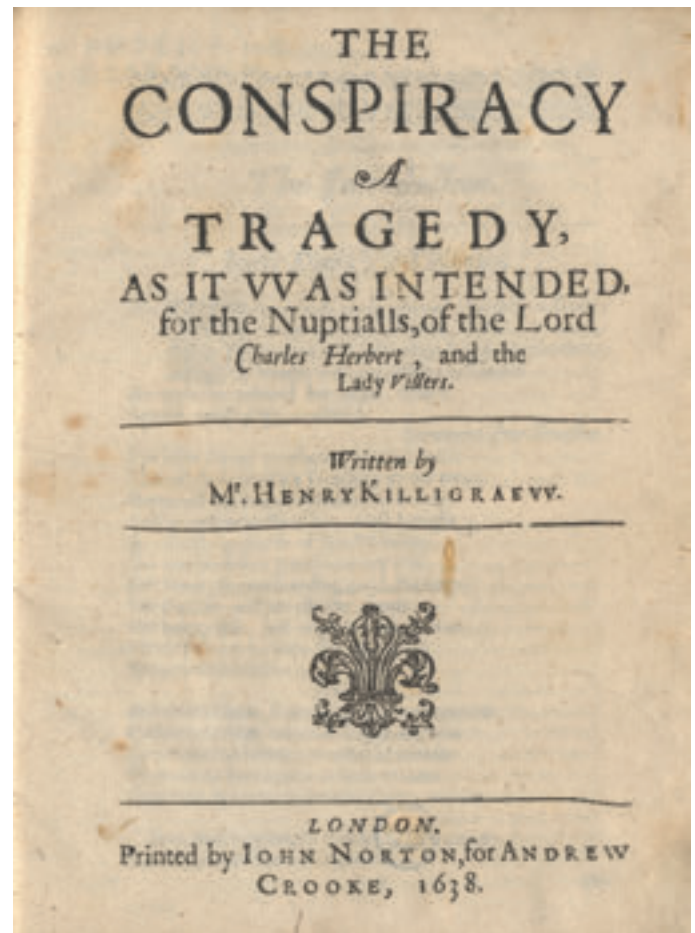 THE
CONSPIRACY
A
TRAGEDY,
AS IT VVAS INTENDED,
for the Nuptialls, of the Lord
Charles Herbert, and the
Lady Villers.
Written by
Mr. HENRY KILLIGRAEVV.
LONDON,
Printed by IOHN NORTON, for ANDREW
CROOKE, 1638.